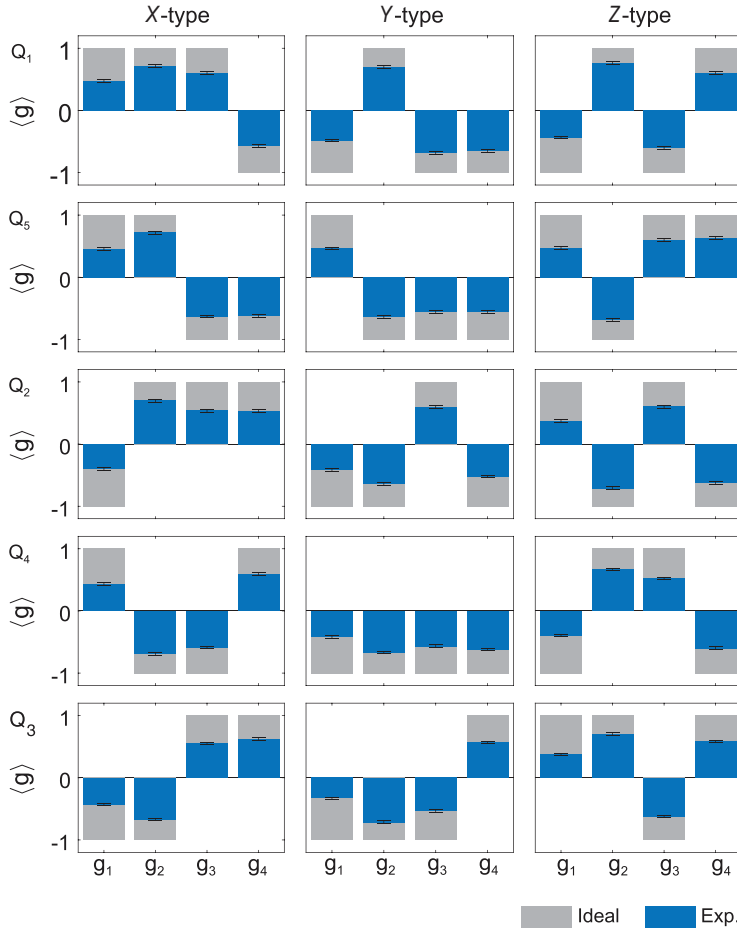 X-type Y-type Z-type
Q1
⟨g⟩
1
0
-1
Q5
⟨g⟩
1
0
-1
Q2
⟨g⟩
1
0
-1
Q4
⟨g⟩
1
0
-1
Q3
⟨g⟩
1
0
-1
g1 g2 g3 g4 g1 g2 g3 g4 g1 g2 g3 g4
Ideal Exp.